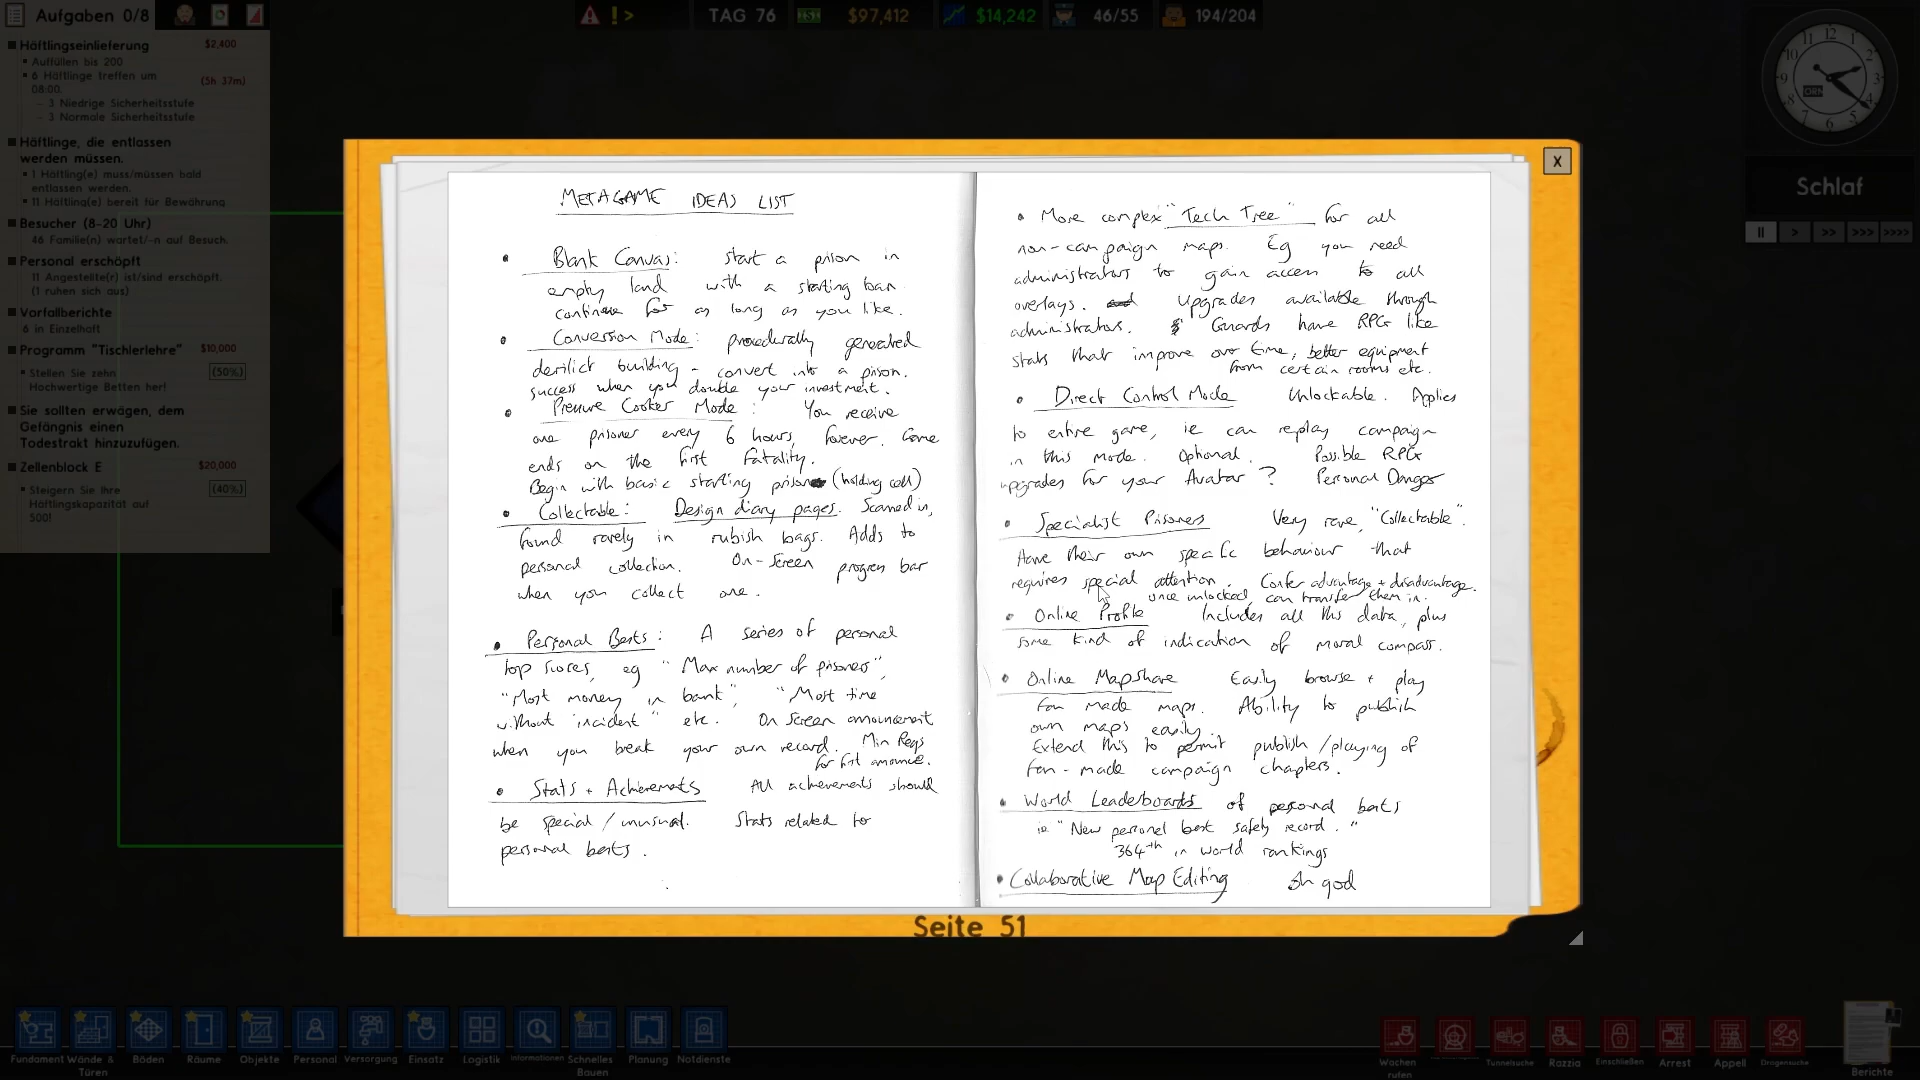 Aufgaben 0/8
! >
TAG 76
$97,412
$14,242
46/55
194/204
Häftlingseinlieferung $2,400
Auffüllen bis 200
6 Häftlinge treffen um (5h 37m)
08:00.
– 3 Niedrige Sicherheitsstufe
– 3 Normale Sicherheitsstufe
Häftlinge, die entlassen
werden müssen.
1 Häftling(e) muss/müssen bald
entlassen werden.
11 Häftling(e) bereit für Bewährung
Besucher (8-20 Uhr)
46 Familie(n) wartet/-n auf Besuch.
Personal erschöpft
11 Angestellte(r) ist/sind erschöpft.
(1 ruhen sich aus)
Vorfallberichte
6 in Einzelhaft
Programm "Tischlerlehre" $10,000
Stellen Sie zehn (50%)
Hochwertige Betten her!
Sie sollten erwägen, dem
Gefängnis einen
Todestrakt hinzuzufügen.
Zellenblock E $20,000
Steigern Sie Ihre (40%)
Häftlingskapazität auf
500!
METAGAME IDEAS LIST
• Blank Canvas: start a prison in
empty land with a starting loan
continue for as long as you like.
• Conversion Mode: procedurally generated
derilict building - convert into a prison.
success when you double your investment.
• Pressure Cooker Mode: You receive
one prisoner every 6 hours, forever. Game
ends on the first fatality.
Begin with basic starting prison (holding cell)
• Collectable: Design diary pages. Scanned in,
found rarely in rubish bags. Adds to
personal collection. On-Screen progress bar
when you collect one.
• Personal Bests: A series of personal
top scores, eg "Max number of prisoners",
"Most money in bank", "Most time
without incident" etc. On screen announcement
when you beak your own record. Min Reqs
for first announce.
• Stats + Achievements All achievements should
be special / unusual. Stats related to
personal bests.
• More complex "Tech Tree" for all
non-campaign maps. Eg you need
administrators to gain access to all
overlays. Upgrades available through
administrators. Guards have RPG like
stats that improve over time, better equipment
from certain rooms etc.
• Direct Control Mode Unlockable. Applies
to entire game, ie can replay campaign
in this mode. Optional. Possible RPG
upgrades for your Avatar? Personal Danger
• Specialist Prisoners Very rare, "Collectable".
Have their own specific behaviour that
requires special attention. Confer advantage + disadvantage.
once unlocked can transfer them in.
• Online Profile Includes all this data, plus
some kind of indication of moral compass.
• Online Mapshare Easily browse + play
fan made maps. Ability to publish
own maps easily.
Extend this to permit publish / playing of
fan-made campaign chapters.
• World Leaderboards of personal bests
ie "New personal best safety record."
364th in world rankings
• Collaborative Map Editing Oh god
Seite 51
X
12 1 2 3 4 5 6 7 8 9 10 11
Schlaf
II > >> >>> >>>>
Fundament
Wände &
Türen
Böden
Räume
Objekte
Personal
Versorgung
Einsatz
Logistik
Informationen
Schnelles
Bauen
Planung
Notdienste
Wachen
rufen
Tunnelsuche
Razzia
Einschließen
Arrest
Appell
Drogensuche
Berichte